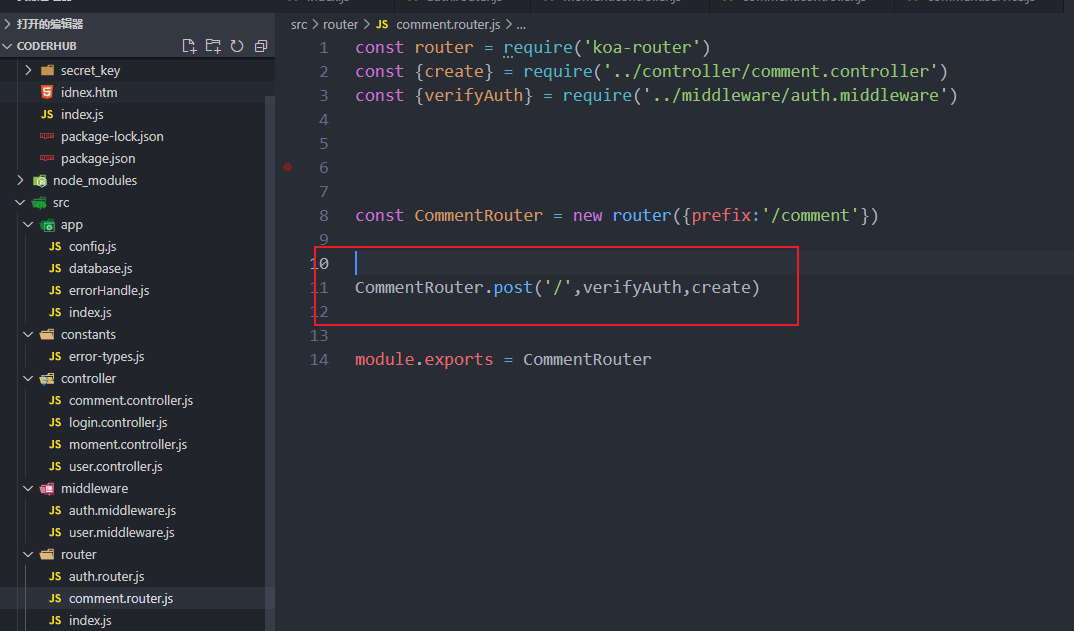 打开的编辑器
CODERHUB
secret_key
idnex.htm
JS index.js
package-lock.json
package.json
node_modules
src
app
JS config.js
JS database.js
JS errorHandle.js
JS index.js
constants
JS error-types.js
controller
JS comment.controller.js
JS login.controller.js
JS moment.controller.js
JS user.controller.js
middleware
JS auth.middleware.js
JS user.middleware.js
router
JS auth.router.js
JS comment.router.js
JS index.js
src > router > JS comment.router.js > ...
1 const router = require('koa-router')
2 const {create} = require('../controller/comment.controller')
3 const {verifyAuth} = require('../middleware/auth.middleware')
4
5
6
7
8 const CommentRouter = new router({prefix:'/comment'})
9
10
11 CommentRouter.post('/',verifyAuth,create)
12
13
14 module.exports = CommentRouter